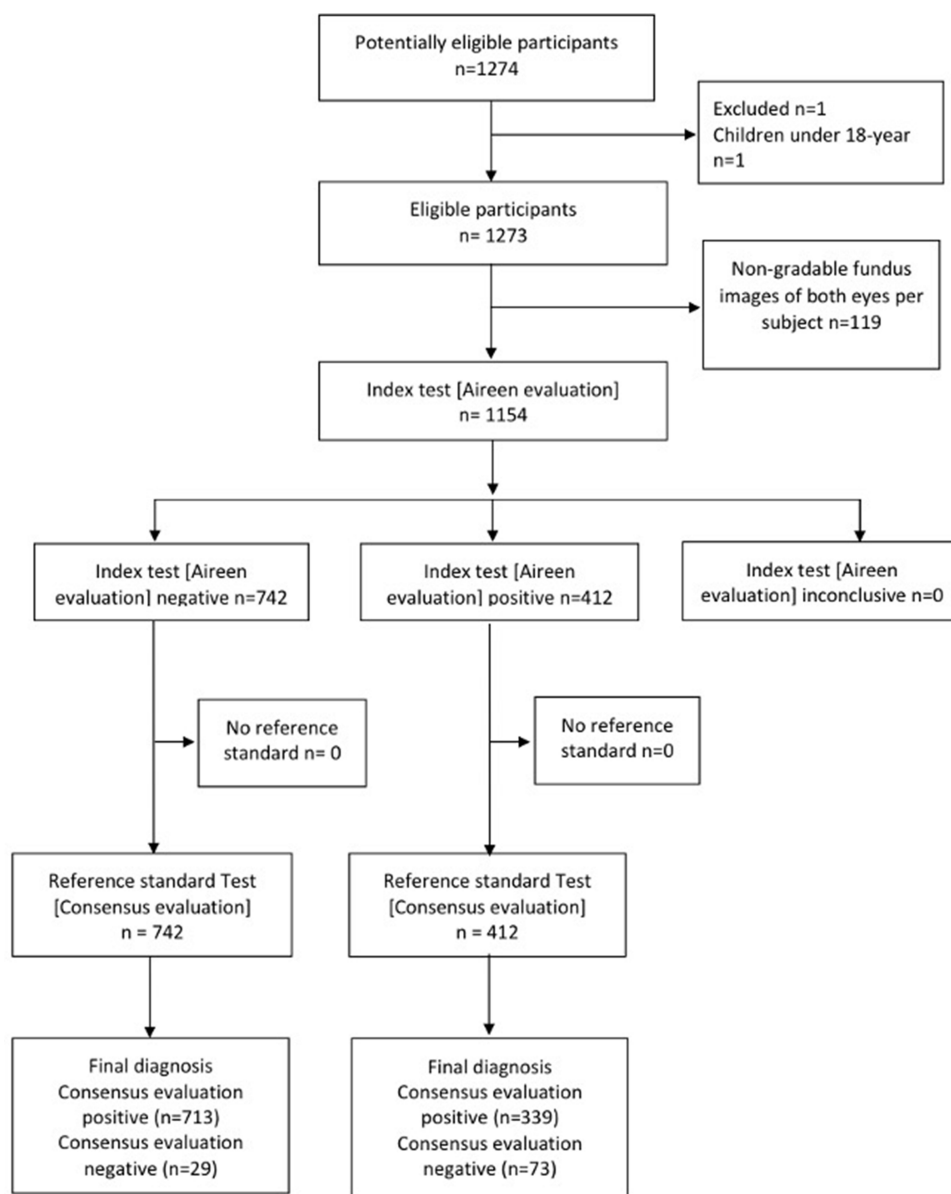 Potentially eligible participants
n=1274
Excluded n=1
Children under 18-year
n=1
Eligible participants
n= 1273
Non-gradable fundus
images of both eyes per
subject n=119
Index test [Aireen evaluation]
n= 1154
Index test [Aireen
evaluation] negative n=742
Index test [Aireen
evaluation] positive n=412
Index test [Aireen
evaluation] inconclusive n=0
No reference
standard n= 0
No reference
standard n=0
Reference standard Test
[Consensus evaluation]
n = 742
Reference standard Test
[Consensus evaluation]
n = 412
Final diagnosis
Consensus evaluation
positive (n=713)
Consensus evaluation
negative (n=29)
Final diagnosis
Consensus evaluation
positive (n=339)
Consensus evaluation
negative (n=73)